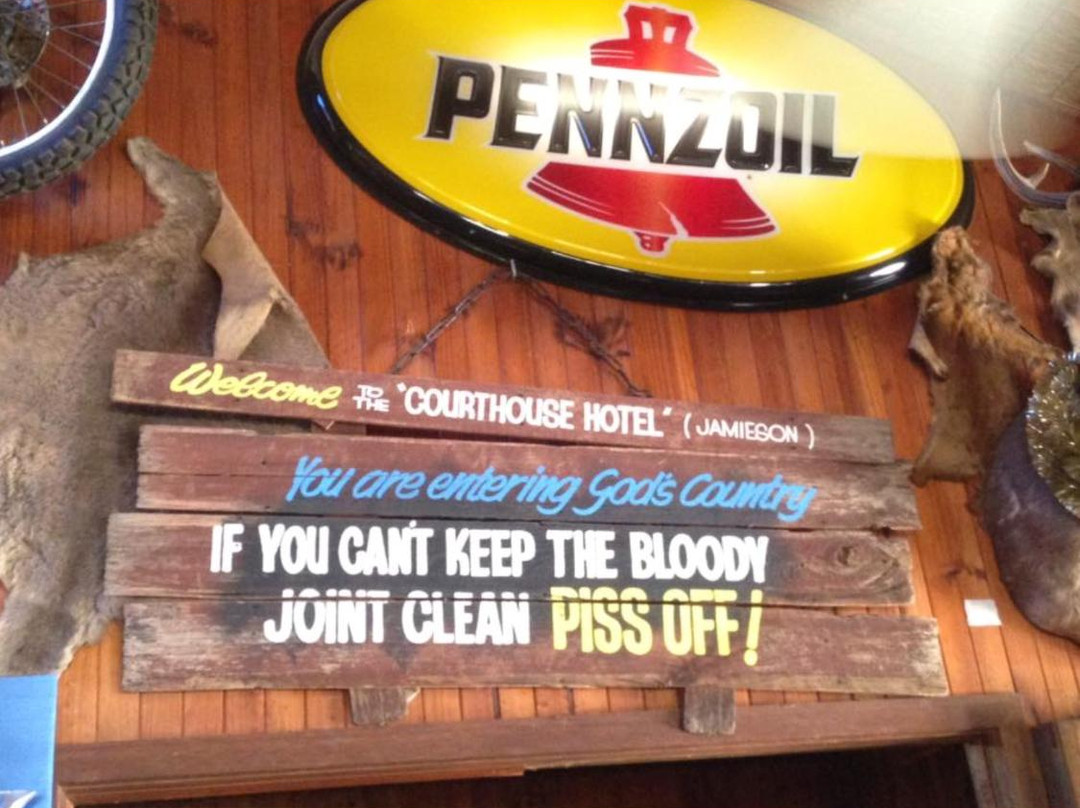 PENNZOIL
Welcome TO THE "COURTHOUSE HOTEL" (JAMIESON)
You are entering God's Country
IF YOU CAN'T KEEP THE BLOODY
JOINT CLEAN PISS OFF!